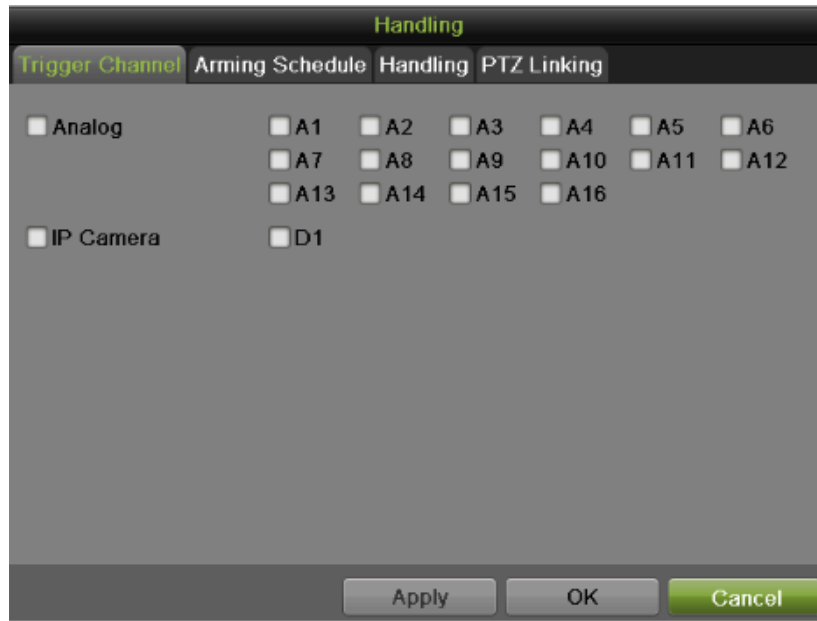 Handling
Trigger Channel Arming Schedule Handling PTZ Linking
Analog A1 A2 A3 A4 A5 A6
A7 A8 A9 A10 A11 A12
A13 A14 A15 A16
IP Camera D1
Apply OK Cancel